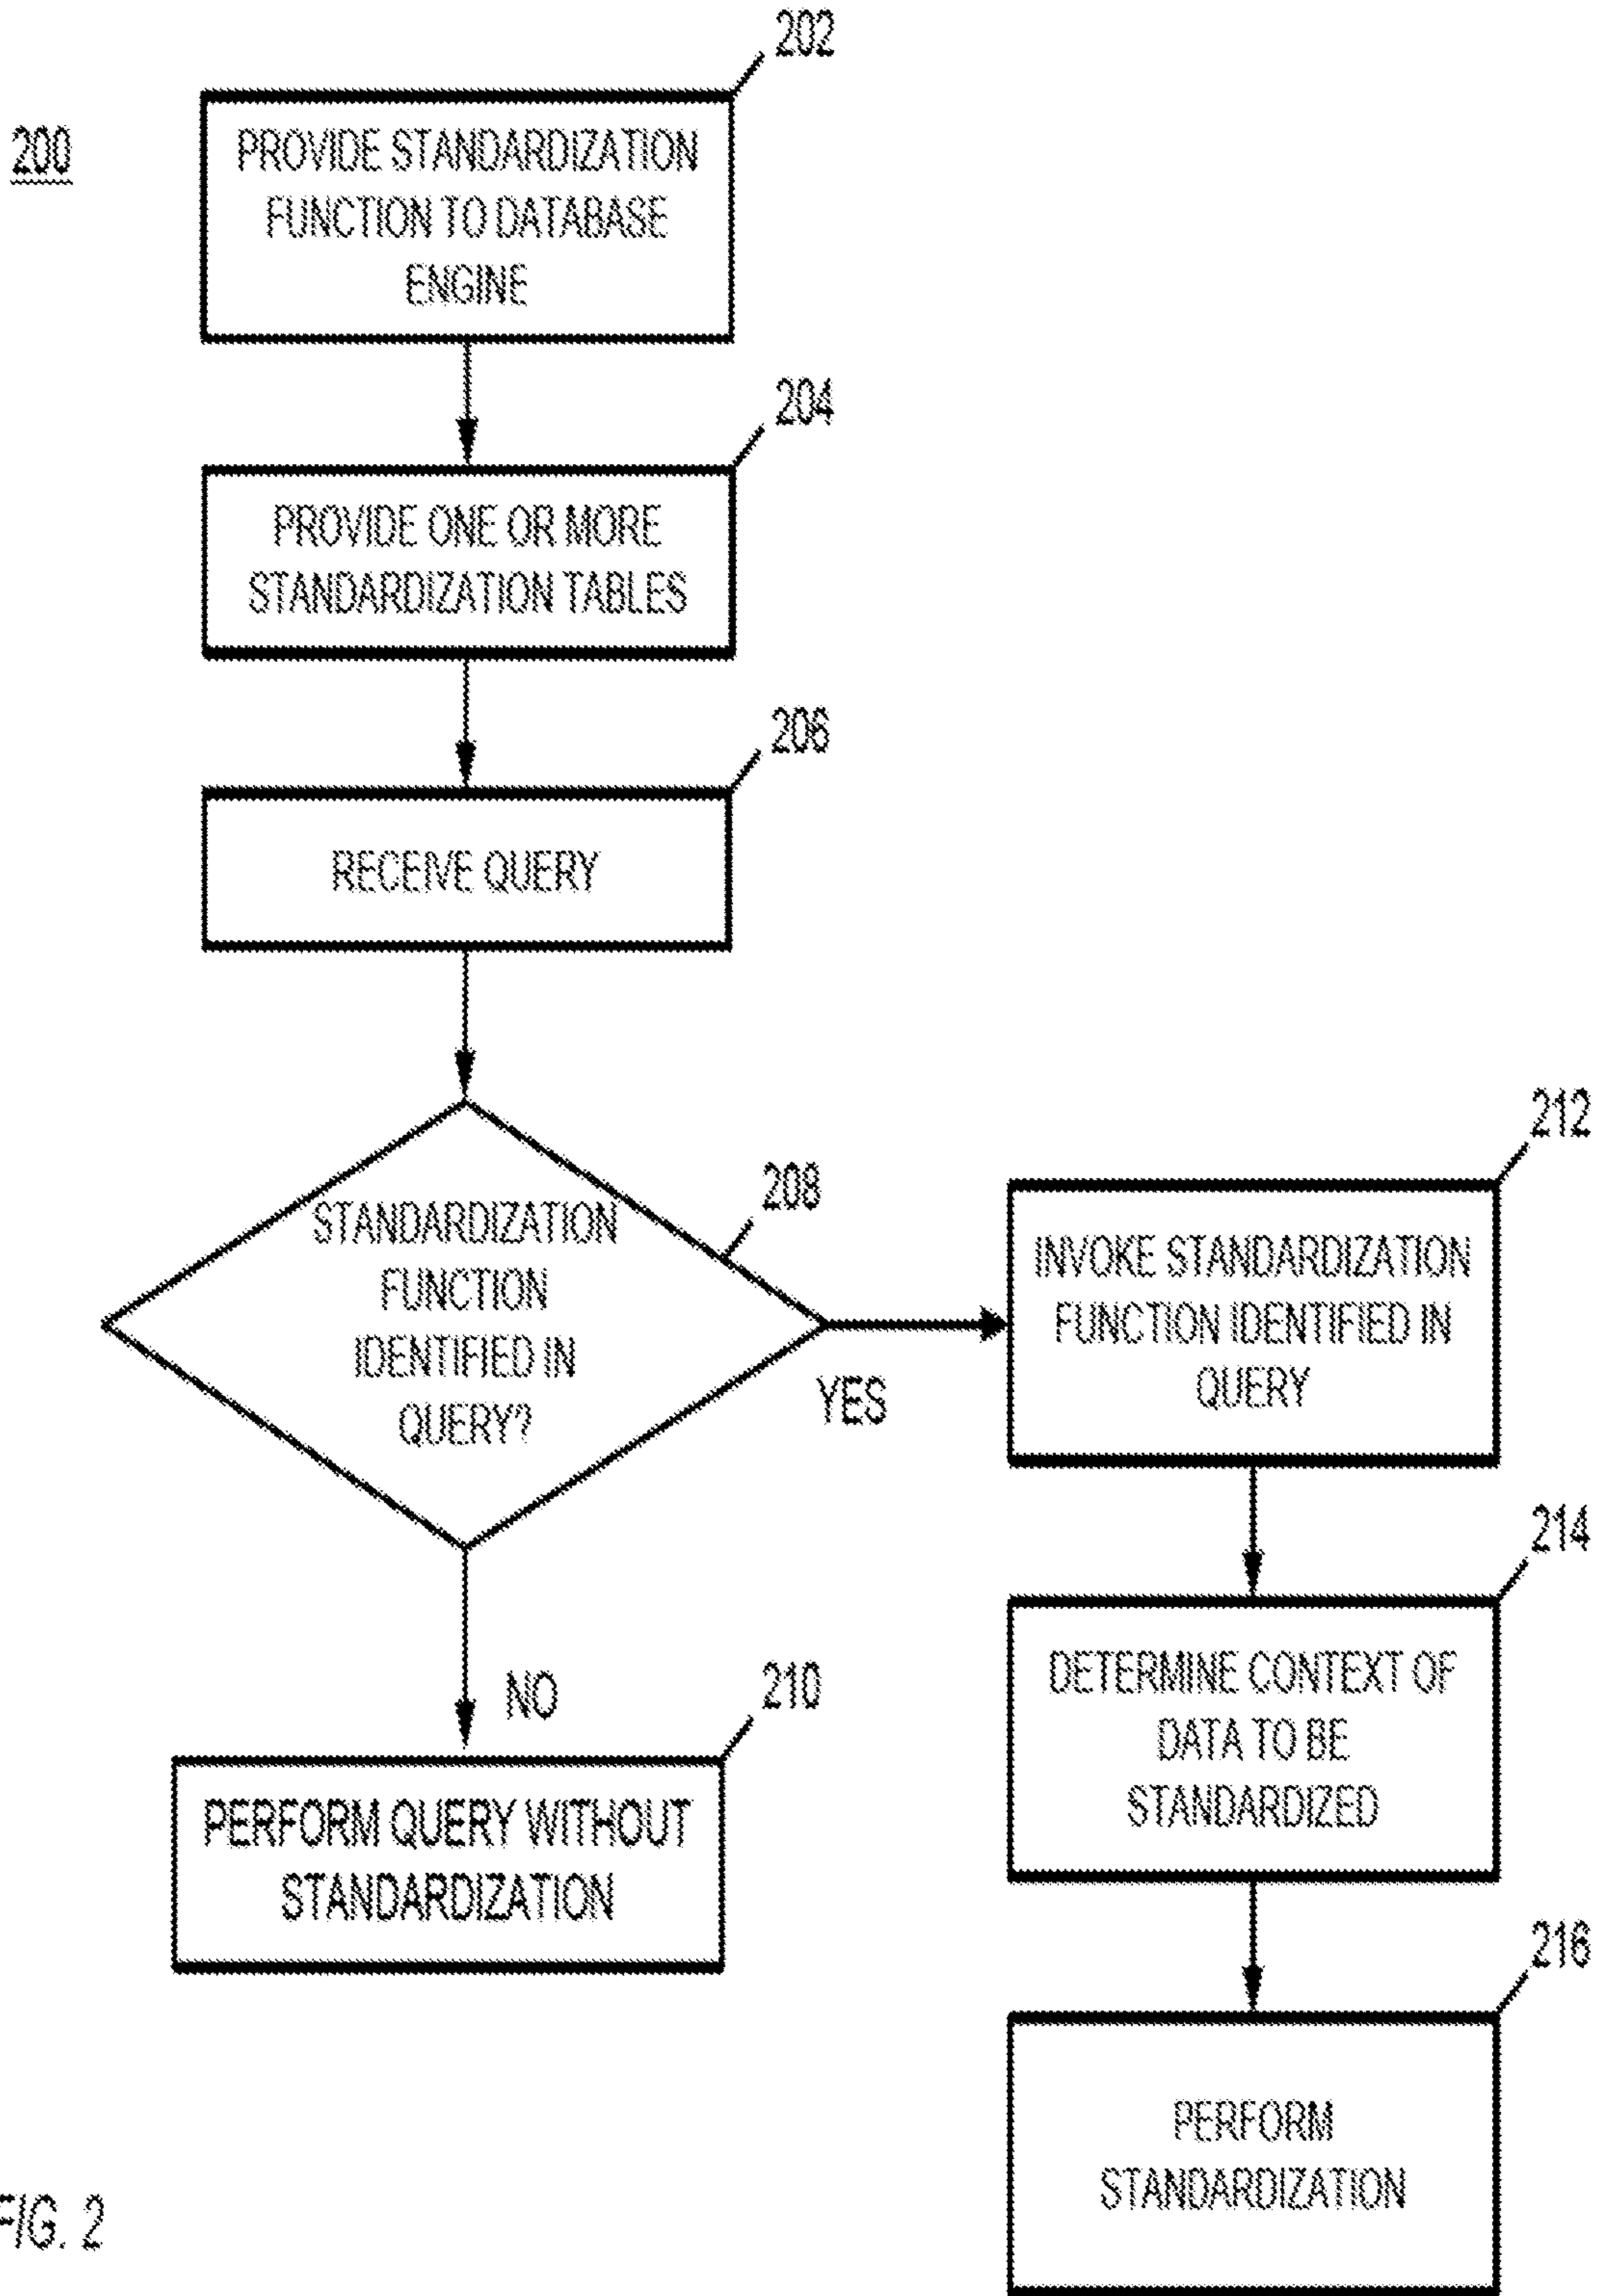 200
202
PROVIDE STANDARDIZATION
FUNCTION TO DATABASE
ENGINE
204
PROVIDE ONE OR MORE
STANDARDIZATION TABLES
206
RECEIVE QUERY
208
STANDARDIZATION
FUNCTION
IDENTIFIED IN
QUERY?
YES
NO
210
PERFORM QUERY WITHOUT
STANDARDIZATION
212
INVOKE STANDARDIZATION
FUNCTION IDENTIFIED IN
QUERY
214
DETERMINE CONTEXT OF
DATA TO BE
STANDARDIZED
216
PERFORM
STANDARDIZATION
FIG. 2